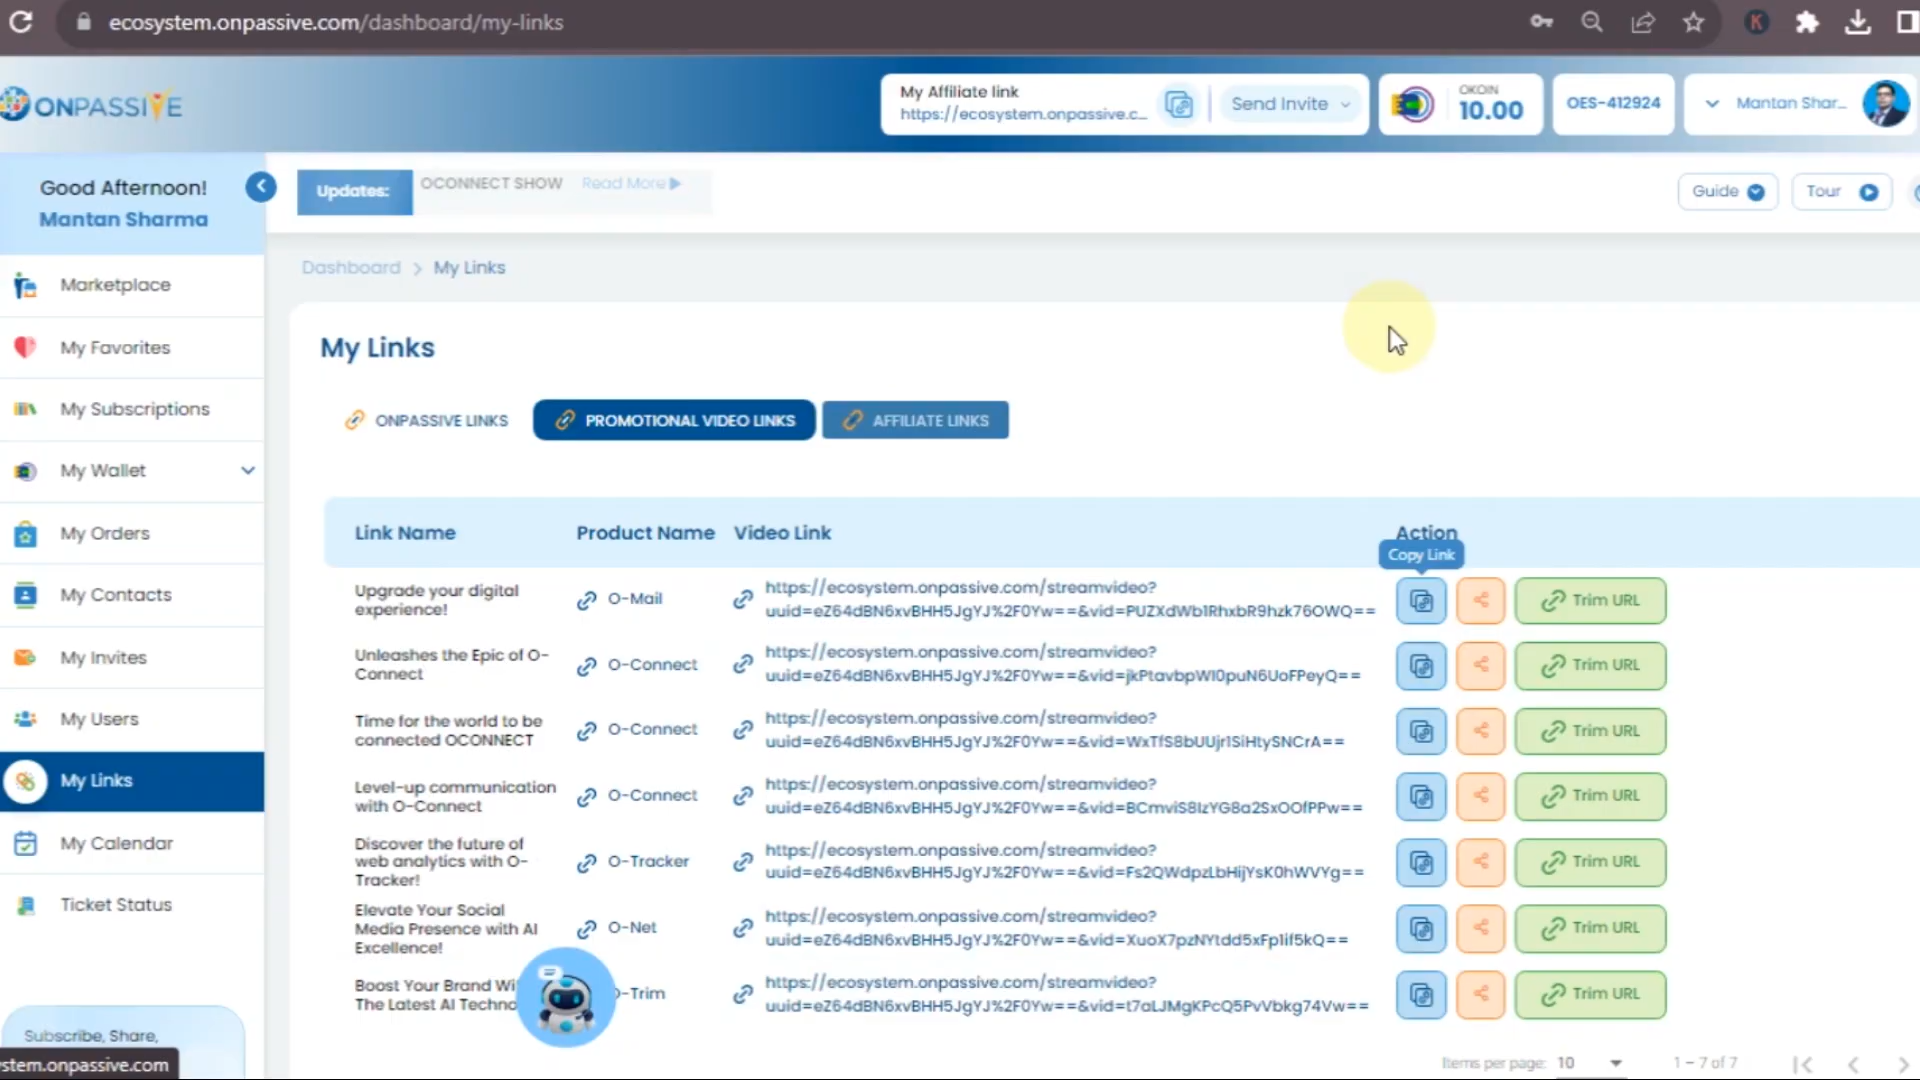 ecosystem.onpassive.com/dashboard/my-links
K
ONPASSIVE
My Affiliate link
https://ecosystem.onpassive.c...
Send Invite
OKOIN
10.00
OES-412924
Mantan Shar...
Good Afternoon!
Mantan Sharma
Updates:
OCONNECT SHOW
Read More
Guide
Tour
Dashboard > My Links
Marketplace
My Favorites
My Subscriptions
My Wallet
My Orders
My Contacts
My Invites
My Users
My Links
My Calendar
Ticket Status
Subscribe, Share,
stem.onpassive.com
My Links
ONPASSIVE LINKS
PROMOTIONAL VIDEO LINKS
AFFILIATE LINKS
Link Name Product Name Video Link Action
Copy Link
Upgrade your digital
experience!
O-Mail
https://ecosystem.onpassive.com/streamvideo?
uuid=eZ64dBN6xvBHH5JgYJ%2F0Yw==&vid=PUZXdWb1RhxbR9hzk76OWQ==
Trim URL
Unleashes the Epic of O-
Connect
O-Connect
https://ecosystem.onpassive.com/streamvideo?
uuid=eZ64dBN6xvBHH5JgYJ%2F0Yw==&vid=jkPtavbpWI0puN6UoFPeyQ==
Trim URL
Time for the world to be
connected OCONNECT
O-Connect
https://ecosystem.onpassive.com/streamvideo?
uuid=eZ64dBN6xvBHH5JgYJ%2F0Yw==&vid=WxTfS8bUUjr1SiHtySNCrA==
Trim URL
Level-up communication
with O-Connect
O-Connect
https://ecosystem.onpassive.com/streamvideo?
uuid=eZ64dBN6xvBHH5JgYJ%2F0Yw==&vid=BCmviS8IzYG8a2SxOOfPPw==
Trim URL
Discover the future of
web analytics with O-
Tracker!
O-Tracker
https://ecosystem.onpassive.com/streamvideo?
uuid=eZ64dBN6xvBHH5JgYJ%2F0Yw==&vid=Fs2QWdpzLbHijYsK0hWVYg==
Trim URL
Elevate Your Social
Media Presence with AI
Excellence!
O-Net
https://ecosystem.onpassive.com/streamvideo?
uuid=eZ64dBN6xvBHH5JgYJ%2F0Yw==&vid=XuoX7pzNYtdd5xFp1if5kQ==
Trim URL
Boost Your Brand Wi
The Latest AI Techno
-Trim
https://ecosystem.onpassive.com/streamvideo?
uuid=eZ64dBN6xvBHH5JgYJ%2F0Yw==&vid=t7aLJMgKPcQ5PvVbkg74Vw==
Trim URL
Items per page: 10
1 – 7 of 7